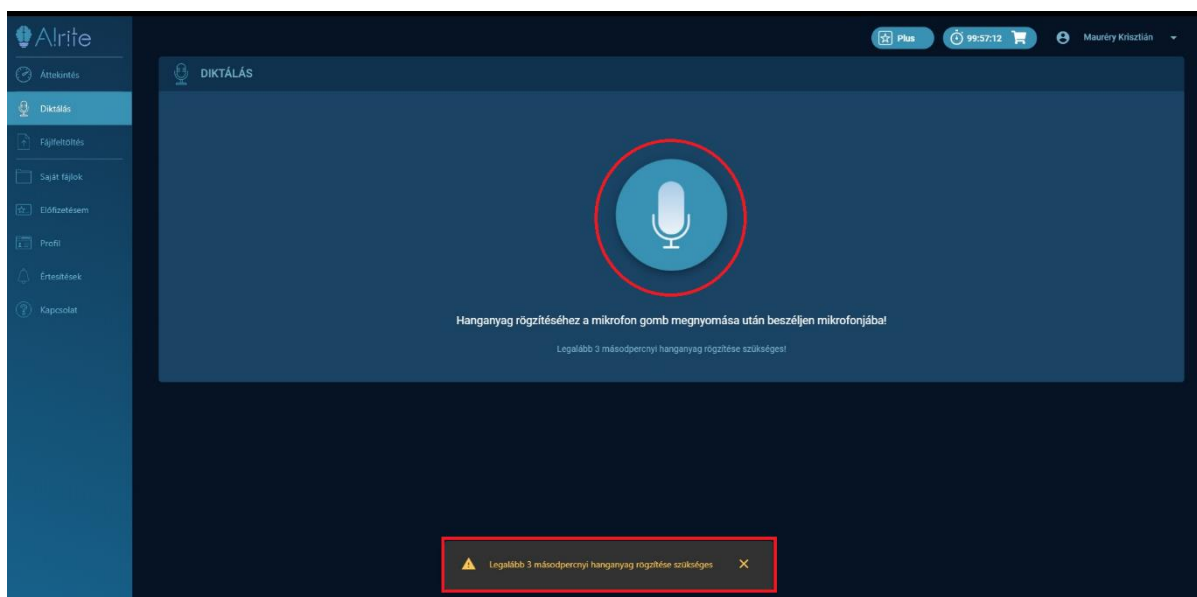 Alrite
Plus
99:57:12
Mauréry Krisztián
Áttekintés
Diktálás
Fájlfeltöltés
Saját fájlok
Előfizetésem
Profil
Értesítések
Kapcsolat
DIKTÁLÁS
Hanganyag rögzítéséhez a mikrofon gomb megnyomása után beszéljen mikrofonjába!
Legalább 3 másodpercnyi hanganyag rögzítése szükséges!
Legalább 3 másodpercnyi hanganyag rögzítése szükséges